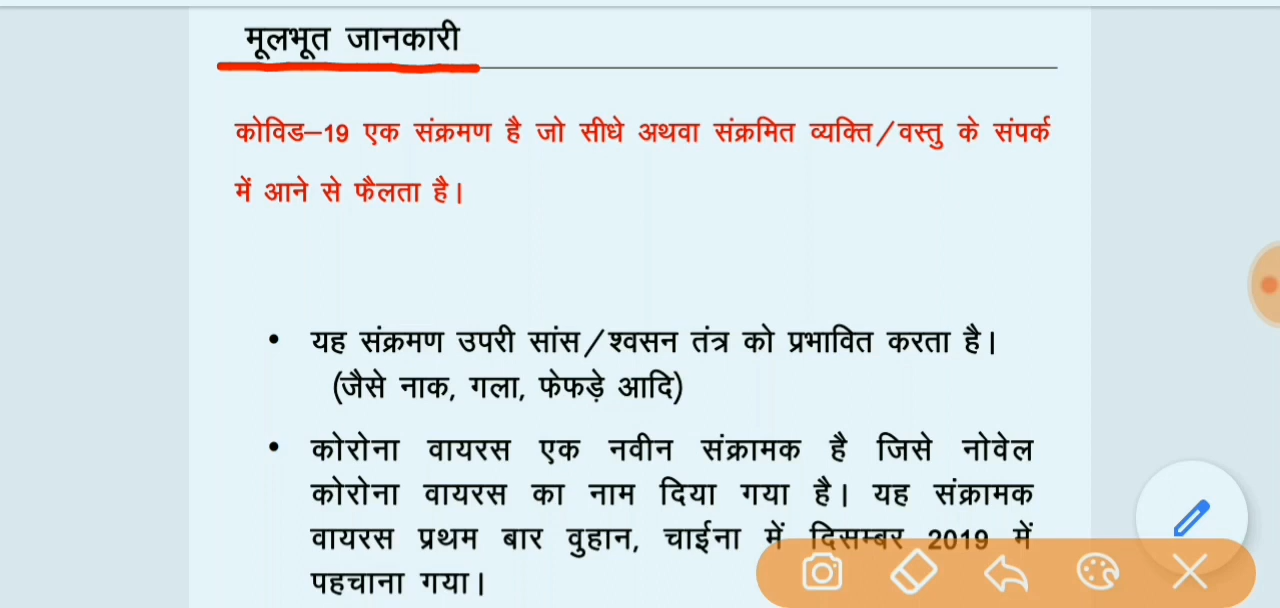 मूलभूत जानकारी
कोविड–19 एक संक्रमण है जो सीधे अथवा संक्रमित व्यक्ति/वस्तु के संपर्क
में आने से फैलता है।
• यह संक्रमण उपरी सांस/श्वसन तंत्र को प्रभावित करता है।
(जैसे नाक, गला, फेफड़े आदि)
• कोरोना वायरस एक नवीन संक्रामक है जिसे नोवेल
कोरोना वायरस का नाम दिया गया है। यह संक्रामक
वायरस प्रथम बार वुहान, चाईना में दिसम्बर 2019 में
पहचाना गया।